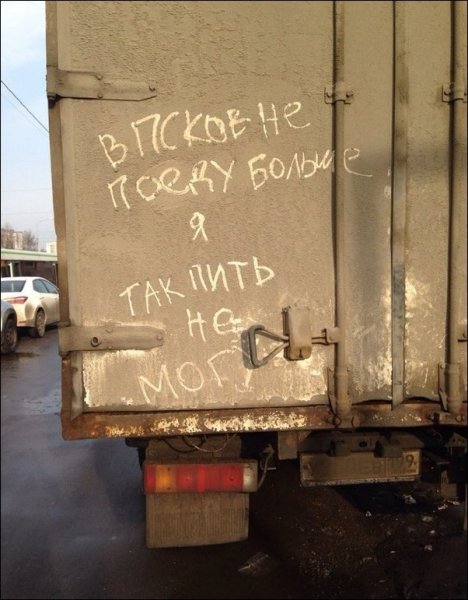 В ПСКОВ НЕ
ПОЕДУ БОЛЬШЕ
Я
ТАК ПИТЬ
НЕ
МОГУ